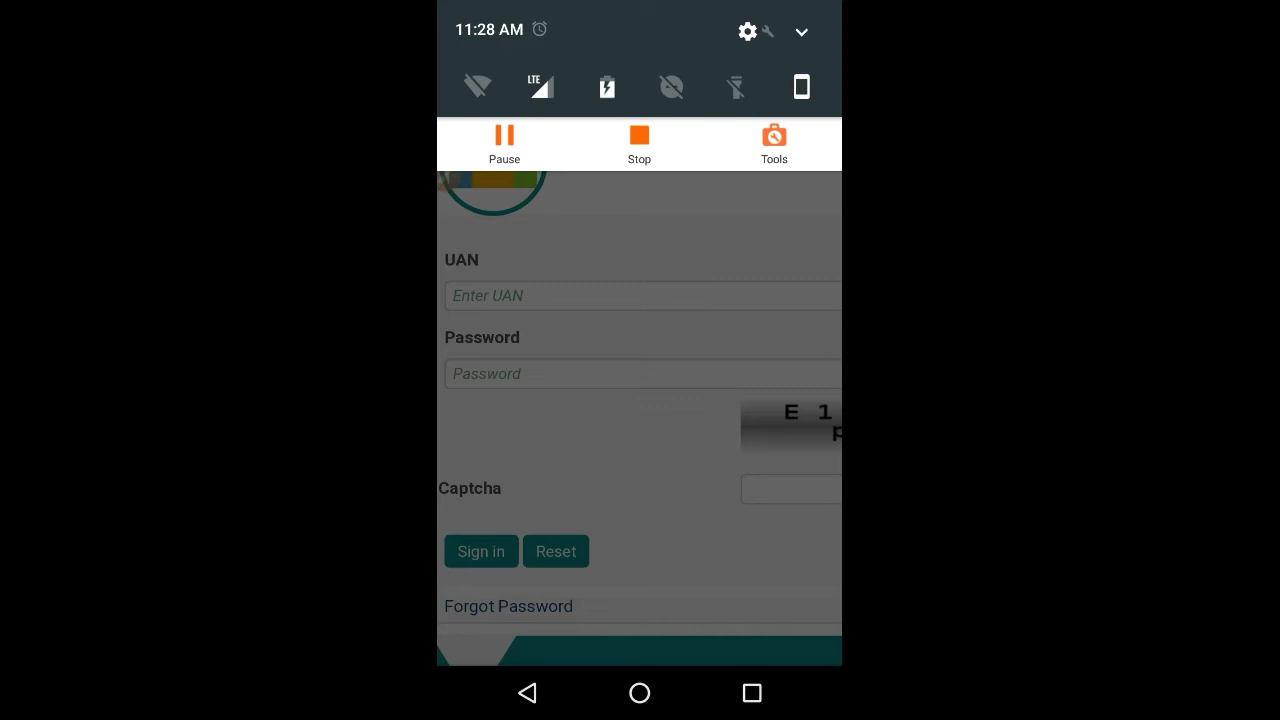 11:28 AM
LTE
Pause Stop Tools
UAN
Enter UAN
Password
Password
E 1
Captcha
Sign in Reset
Forgot Password